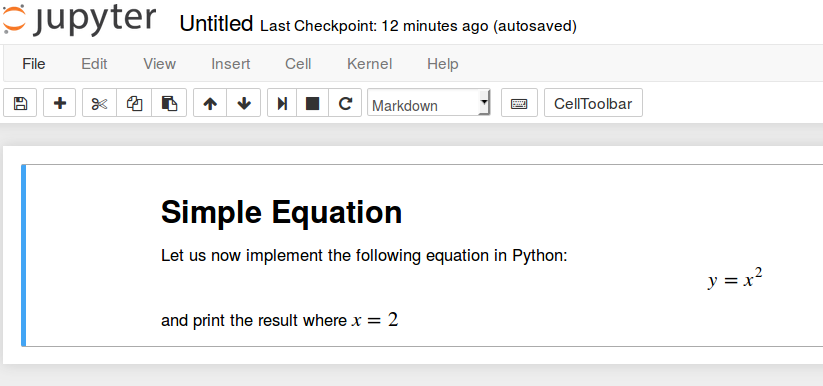 jupyter Untitled Last Checkpoint: 12 minutes ago (autosaved)
File Edit View Insert Cell Kernel Help
Markdown CellToolbar
Simple Equation
Let us now implement the following equation in Python:
y = x²
and print the result where x = 2